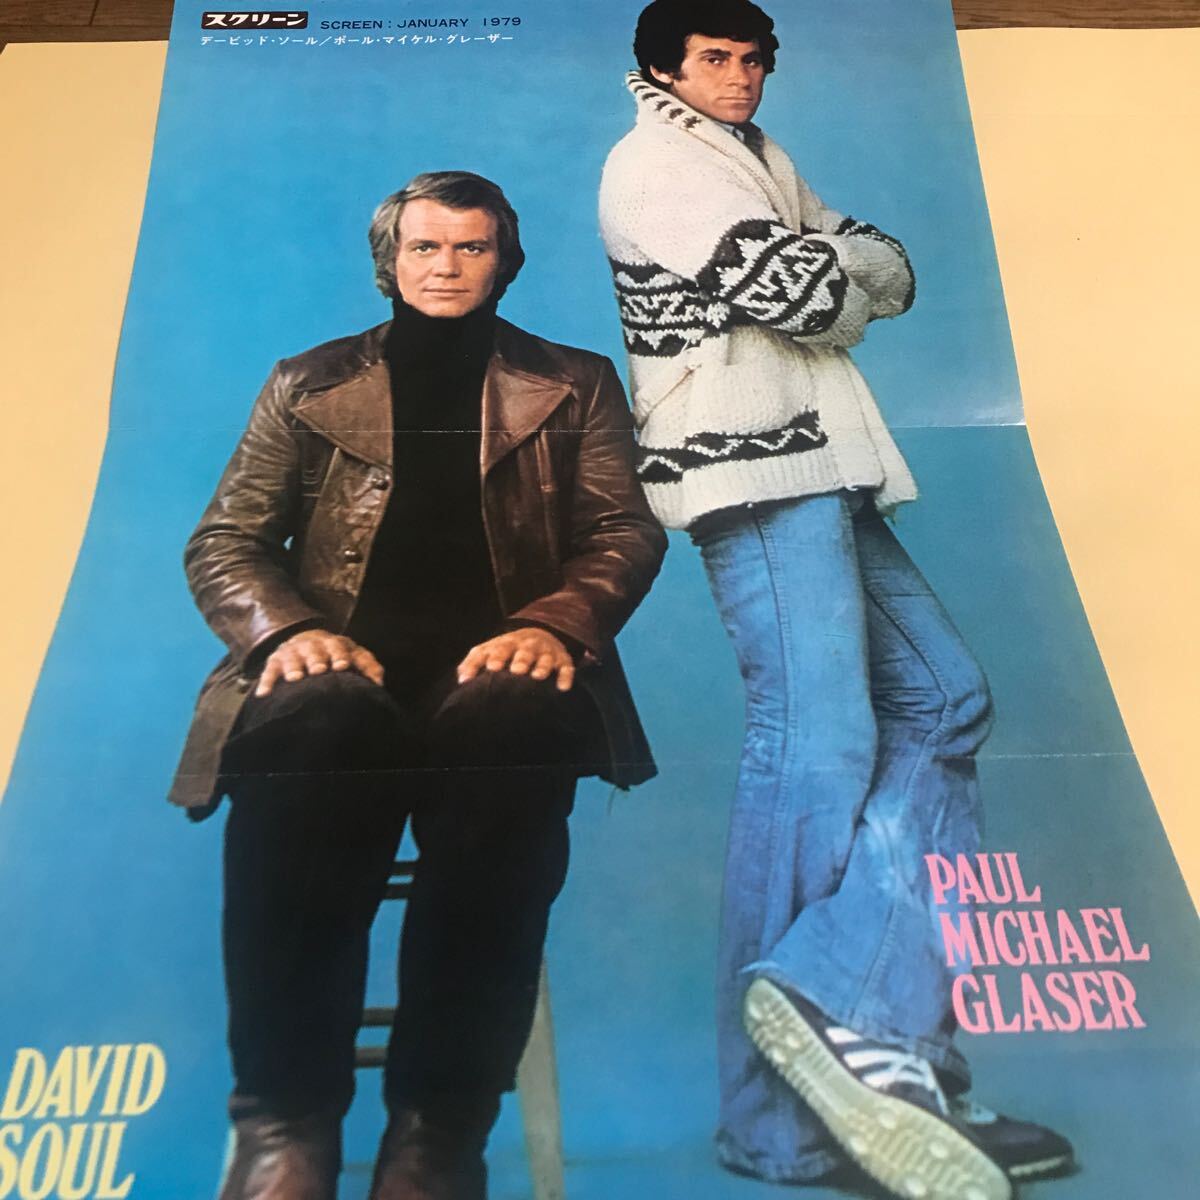 スクリーン SCREEN : JANUARY 1979
デービッド・ソール／ポール・マイケル・グレーザー
PAUL
MICHAEL
GLASER
DAVID
SOUL